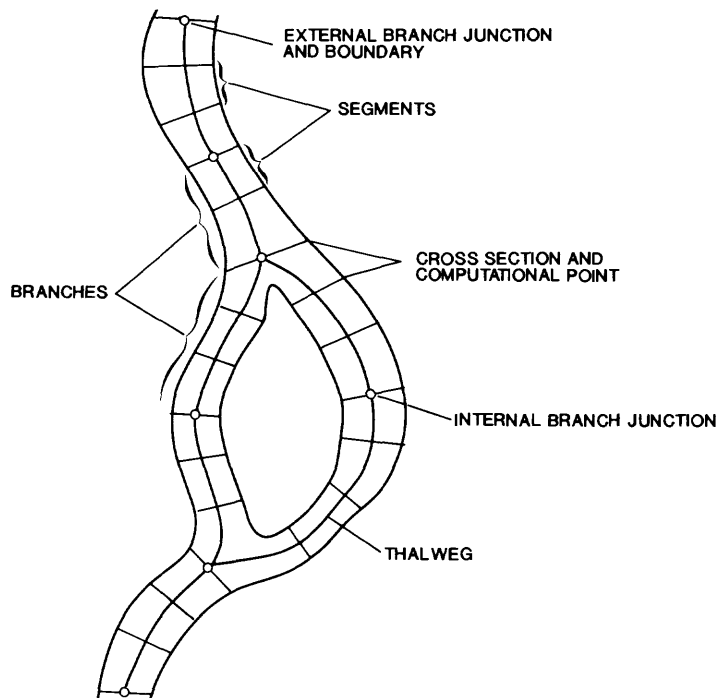 EXTERNAL BRANCH JUNCTION
AND BOUNDARY
SEGMENTS
CROSS SECTION AND
COMPUTATIONAL POINT
BRANCHES
INTERNAL BRANCH JUNCTION
THALWEG